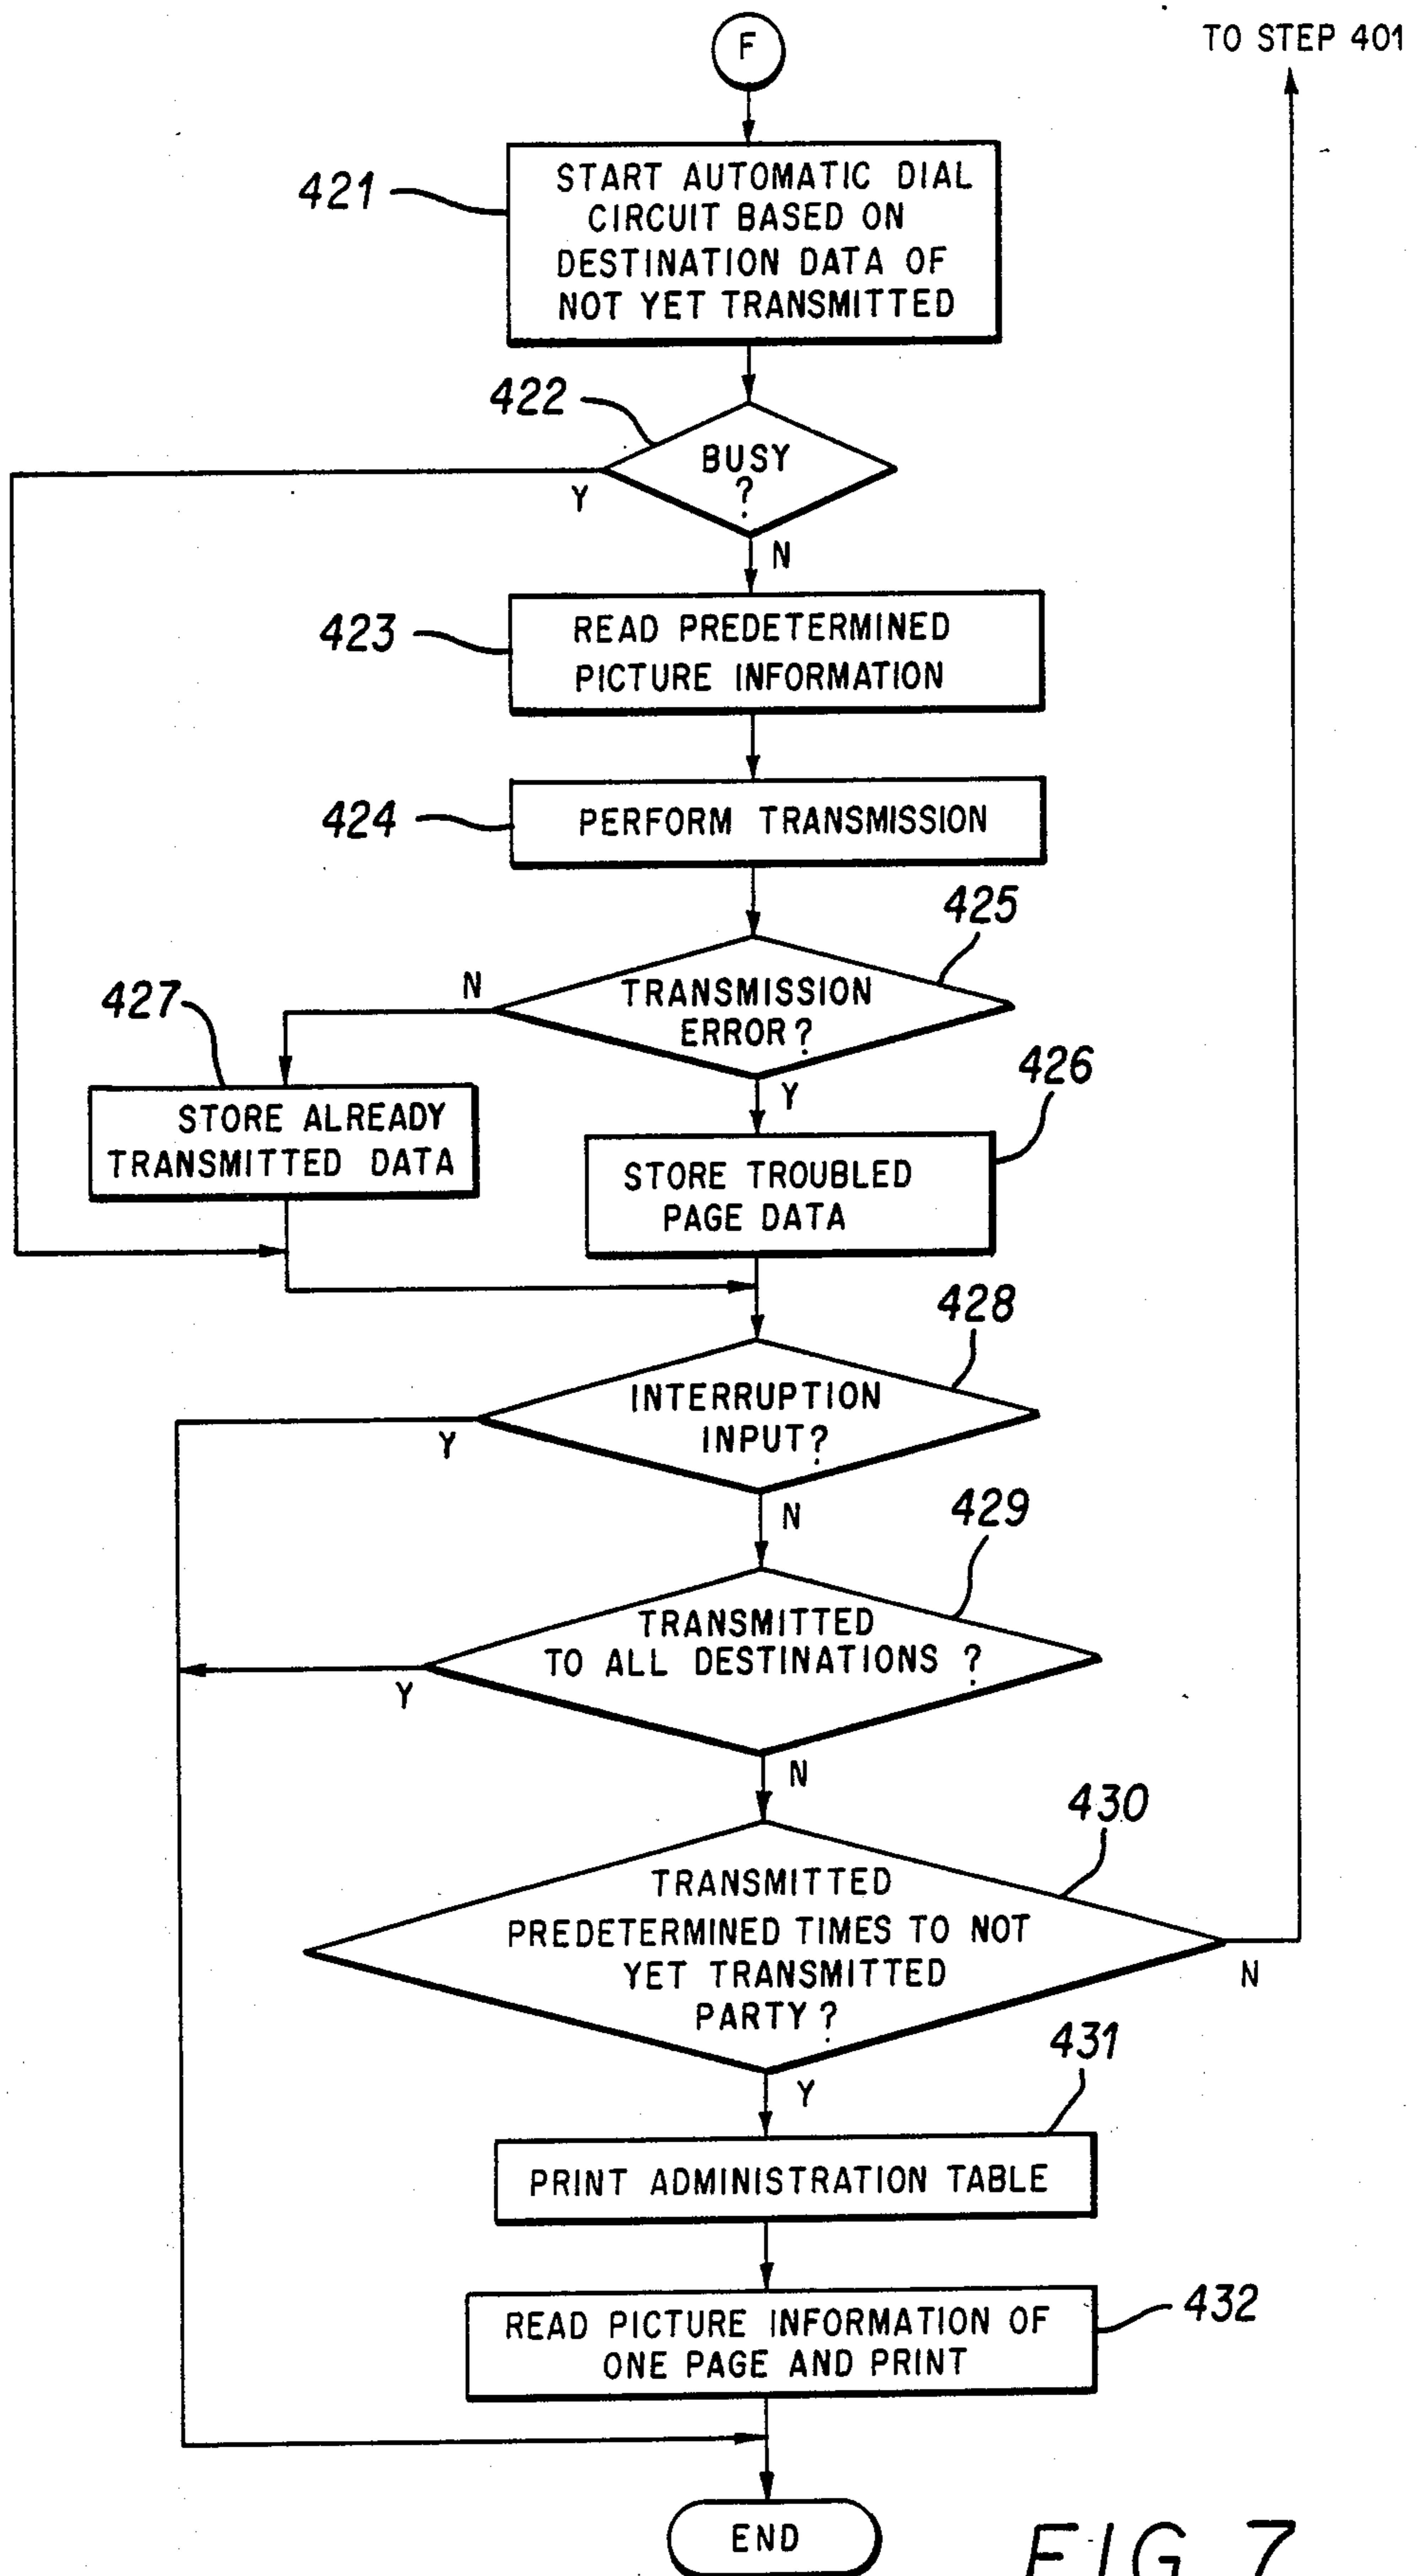 F
TO STEP 401
421
START AUTOMATIC DIAL
CIRCUIT BASED ON
DESTINATION DATA OF
NOT YET TRANSMITTED
422
BUSY
?
Y
N
423
READ PREDETERMINED
PICTURE INFORMATION
424
PERFORM TRANSMISSION
425
TRANSMISSION
ERROR?
N
Y
427
STORE ALREADY
TRANSMITTED DATA
426
STORE TROUBLED
PAGE DATA
428
INTERRUPTION
INPUT?
Y
N
429
TRANSMITTED
TO ALL DESTINATIONS ?
Y
N
430
TRANSMITTED
PREDETERMINED TIMES TO NOT
YET TRANSMITTED
PARTY?
N
Y
431
PRINT ADMINISTRATION TABLE
432
READ PICTURE INFORMATION OF
ONE PAGE AND PRINT
END
FIG. 7